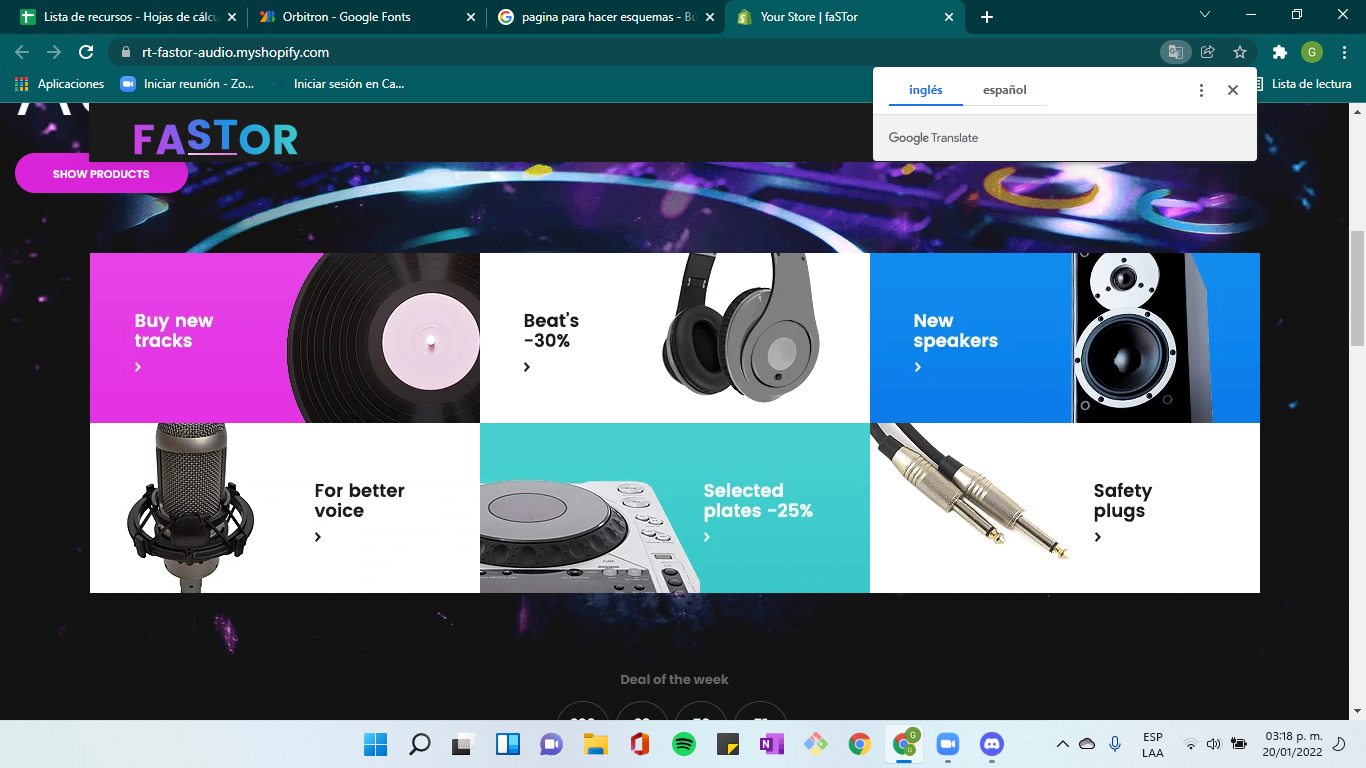 Lista de recursos - Hojas de cálcu
Orbitron - Google Fonts
pagina para hacer esquemas - Bú
Your Store | faSTor
rt-fastor-audio.myshopify.com
G
Aplicaciones
Iniciar reunión - Zo...
Iniciar sesión en Ca...
Lista de lectura
inglés
español
Google Translate
FASTOR
SHOW PRODUCTS
Buy new
tracks
Beat's
-30%
New
speakers
For better
voice
Selected
plates -25%
Safety
plugs
Deal of the week
ESP
LAA
03:18 p. m.
20/01/2022